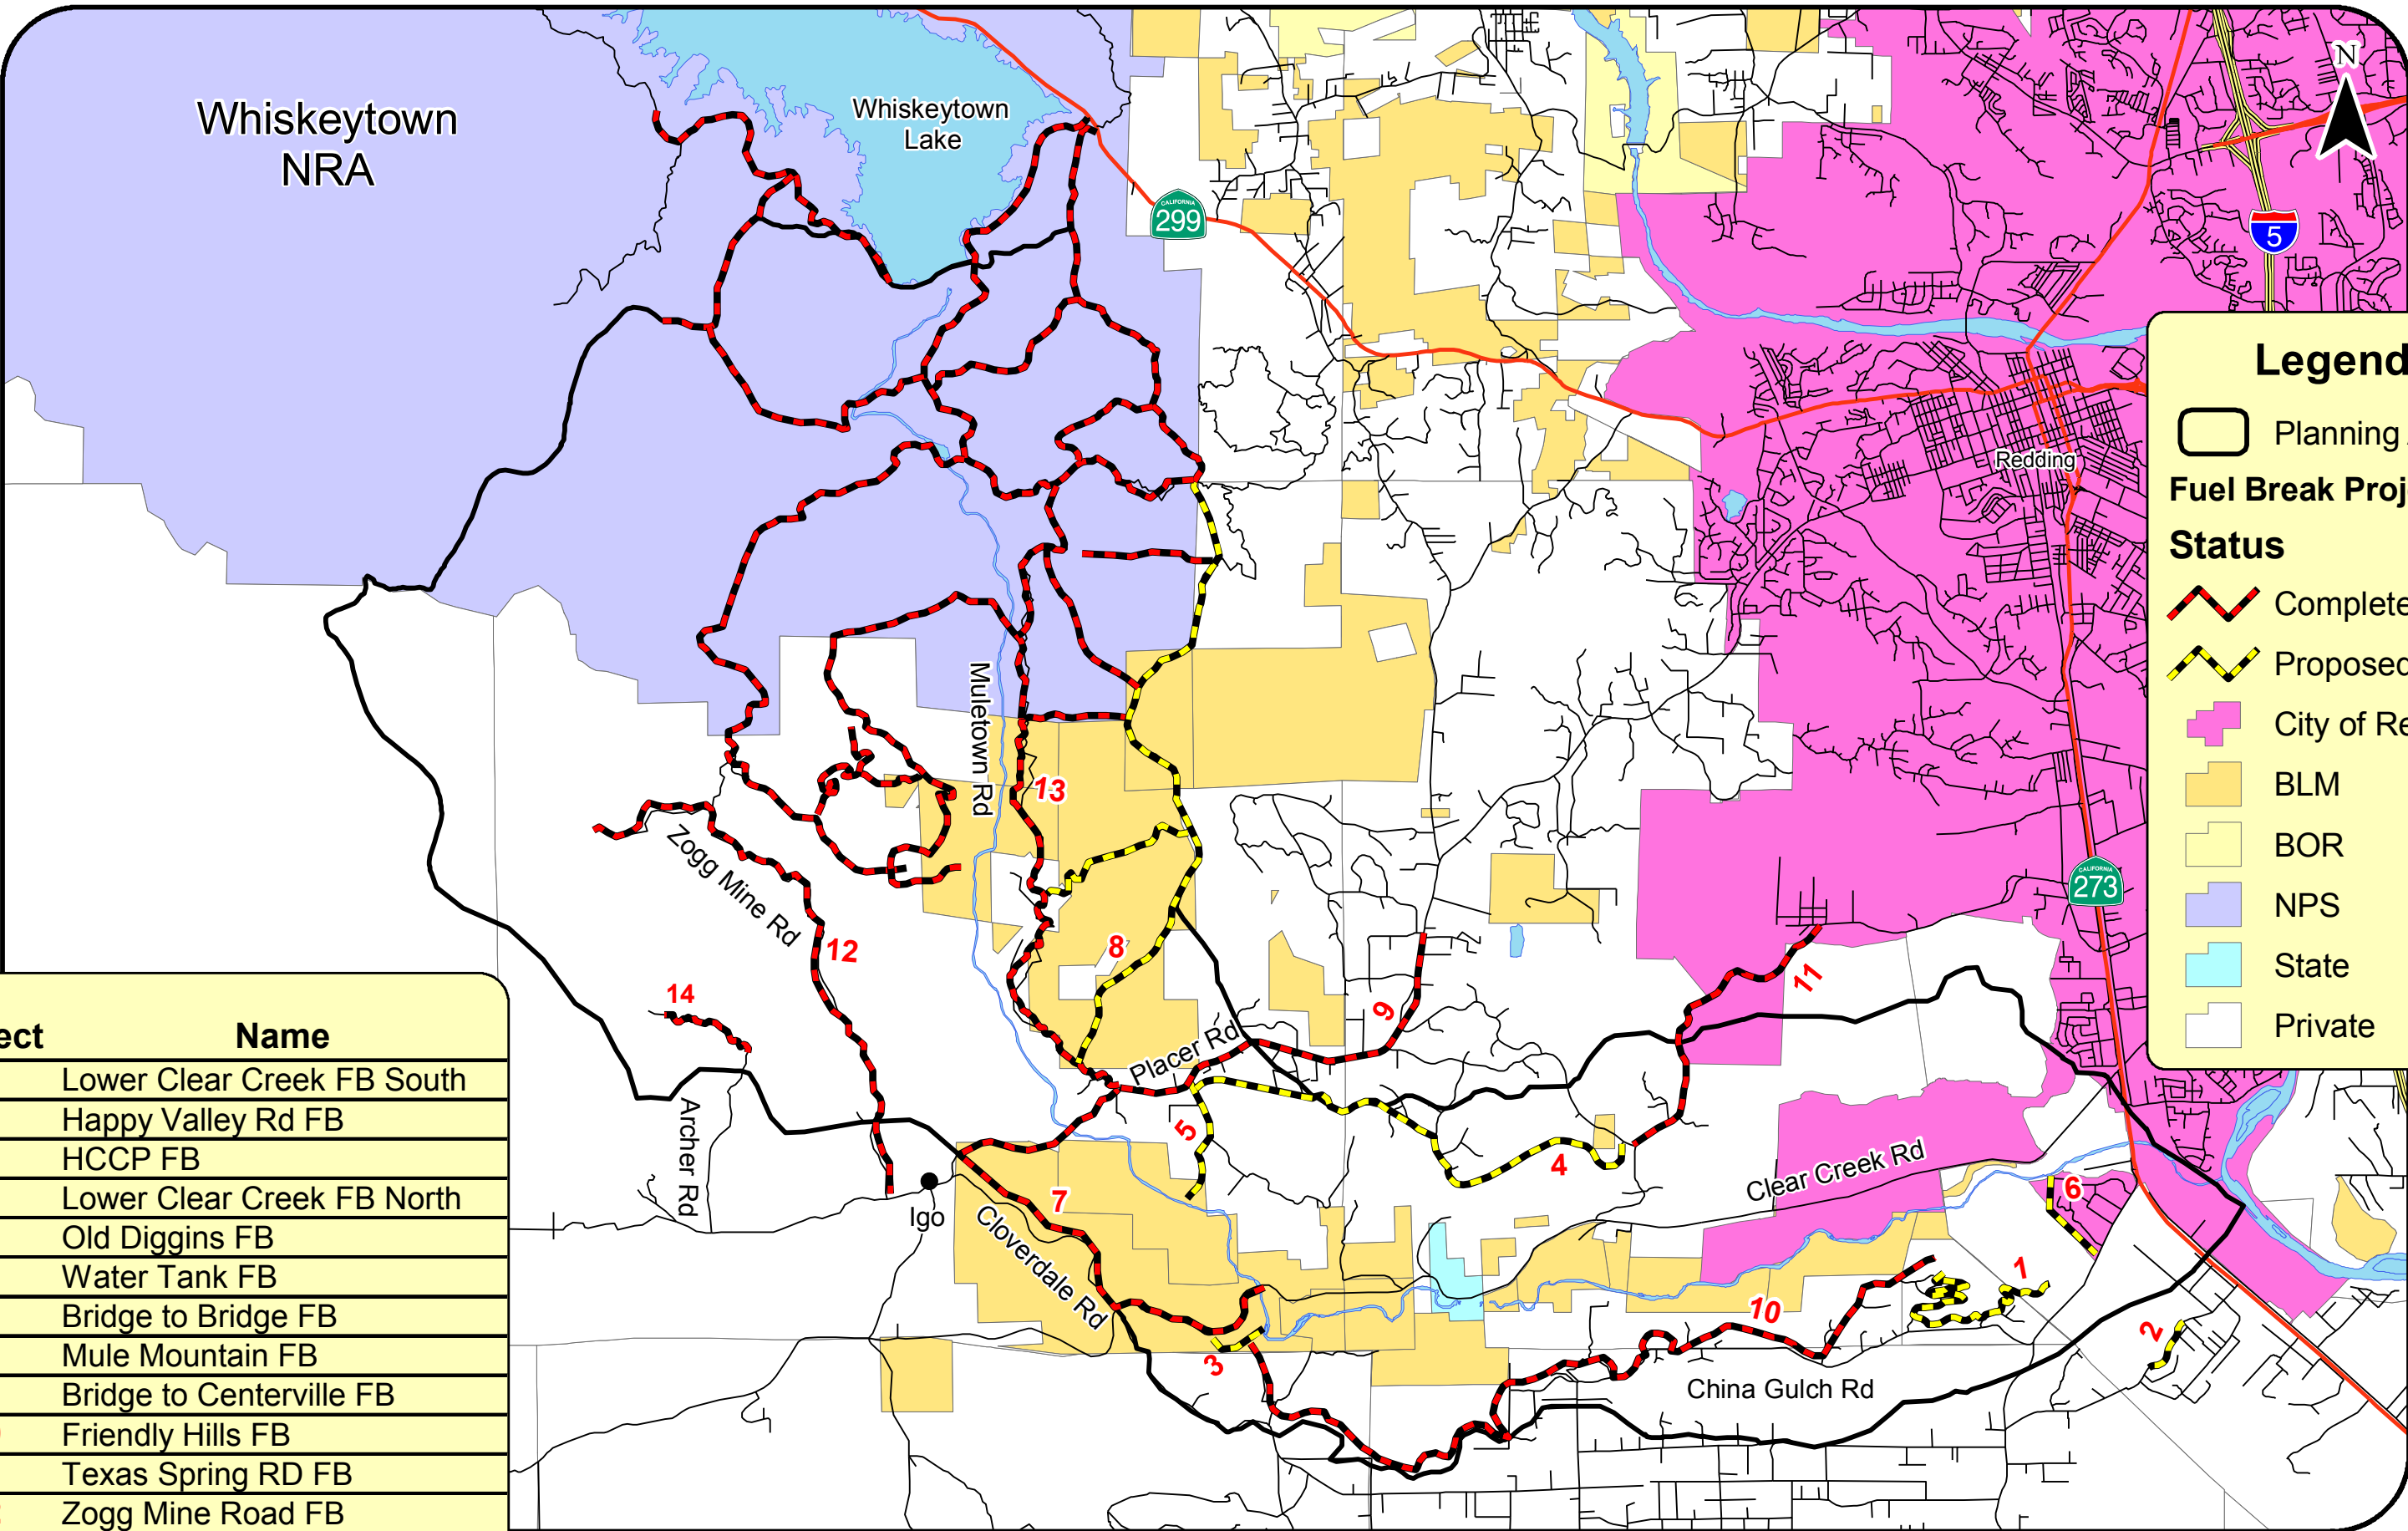 Whiskeytown
NRA
Whiskeytown
Lake
CALIFORNIA
299
N
5
Redding
Muletown Rd
13
Zogg Mine Rd
12
8
14
9
11
Placer Rd
5
4
Archer Rd
Igo
7
Cloverdale Rd
3
Clear Creek Rd
6
1
10
2
China Gulch Rd
CALIFORNIA
273
Legend
Planning
Fuel Break Proj
Status
Complete
Proposed
City of Re
BLM
BOR
NPS
State
Private
ect Name
Lower Clear Creek FB South
Happy Valley Rd FB
HCCP FB
Lower Clear Creek FB North
Old Diggins FB
Water Tank FB
Bridge to Bridge FB
Mule Mountain FB
Bridge to Centerville FB
Friendly Hills FB
Texas Spring RD FB
Zogg Mine Road FB